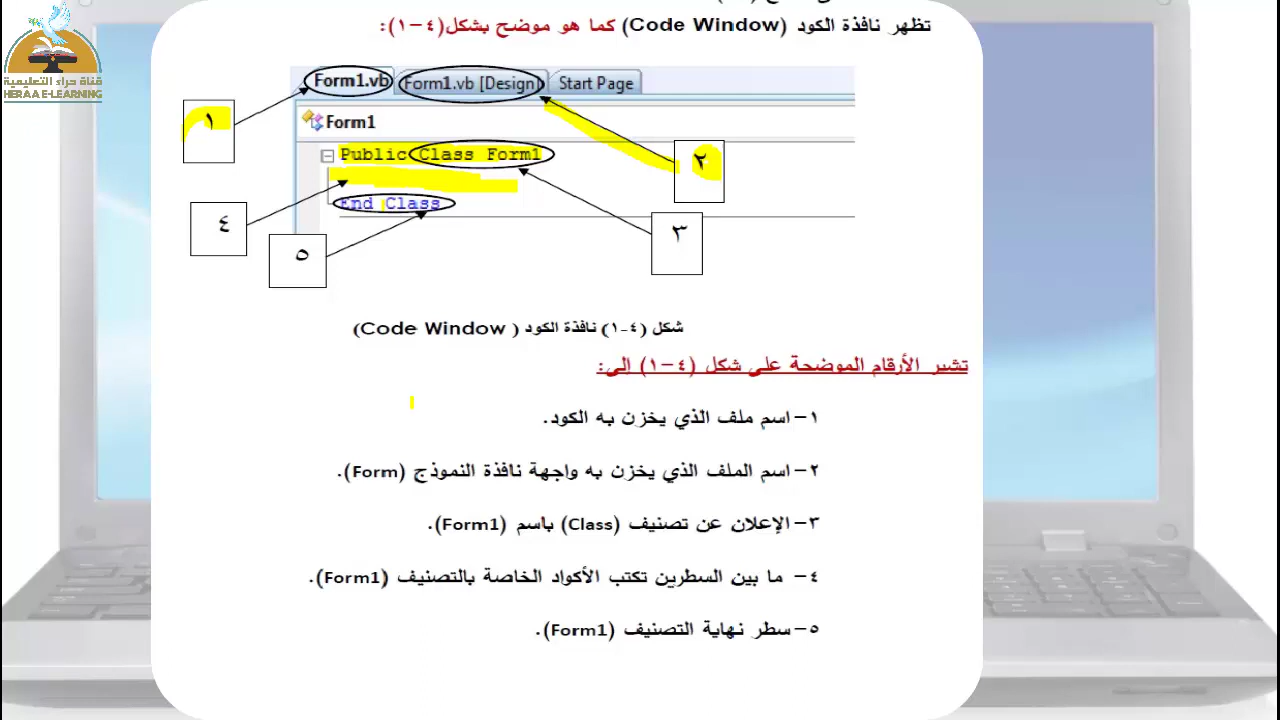 تظهر نافذة الكود (Code Window) كما هو موضح بشكل(٤–١):
قناة حراء التعليمية
HERAA E-LEARNING
Form1.vb
Form1.vb [Design]
Start Page
Form1
١
Public Class Form1
٢
End Class
٤
٣
٥
شكل (٤-١) نافذة الكود ( Code Window)
تشير الأرقام الموضحة على شكل (٤–١) إلى:
١– اسم ملف الذي يخزن به الكود.
٢– اسم الملف الذي يخزن به واجهة نافذة النموذج (Form).
٣– الإعلان عن تصنيف (Class) باسم (Form1).
٤– ما بين السطرين تكتب الأكواد الخاصة بالتصنيف (Form1).
٥– سطر نهاية التصنيف (Form1).